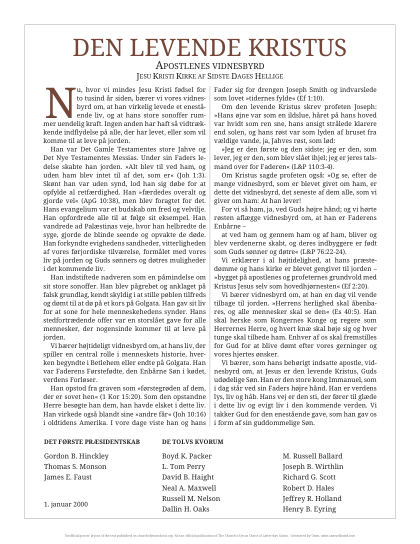 DEN LEVENDE KRISTUS
APOSTLENES VIDNESBYRD
JESU KRISTI KIRKE AF SIDSTE DAGES HELLIGE
Nu, hvor vi mindes Jesu Kristi fødsel for
to tusind år siden, bærer vi vores vidnes-
byrd om, at han virkelig levede et enestå-
ende liv, og at hans store sonoffer rum-
mer uendelig kraft. Ingen anden har haft så vidtræk-
kende indflydelse på alle, der har levet, eller som vil
komme til at leve på jorden.
Han var Det Gamle Testamentes store Jahve og
Det Nye Testamentes Messias. Under sin Faders le-
delse skabte han jorden. »Alt blev til ved ham, og
uden ham blev intet til af det, som er« (Joh 1:3).
Skønt han var uden synd, lod han sig døbe for at
opfylde al retfærdighed. Han »færdedes overalt og
gjorde vel« (ApG 10:38), men blev foragtet for det.
Hans evangelium var et budskab om fred og velvilje.
Han opfordrede alle til at følge sit eksempel. Han
vandrede ad Palæstinas veje, hvor han helbredte de
syge, gjorde de blinde seende og opvakte de døde.
Han forkyndte evighedens sandheder, virkeligheden
af vores førjordiske tilværelse, formålet med vores
liv på jorden og Guds sønners og døtres muligheder
i det kommende liv.
Han indstiftede nadveren som en påmindelse om
sit store sonoffer. Han blev pågrebet og anklaget på
falsk grundlag, kendt skyldig i at stille pøblen tilfreds
og dømt til at dø på et kors på Golgata. Han gav sit liv
for at sone for hele menneskehedens synder. Hans
stedfortrædende offer var en storslået gave for alle
mennesker, der nogensinde kommer til at leve på
jorden.
Vi bærer højtideligt vidnesbyrd om, at hans liv, der
spiller en central rolle i menneskets historie, hver-
ken begyndte i Betlehem eller endte på Golgata. Han
var Faderens Førstefødte, den Enbårne Søn i kødet,
verdens Forløser.
Han opstod fra graven som »førstegrøden af dem,
der er sovet hen« (1 Kor 15:20). Som den opstandne
Herre besøgte han dem, han havde elsket i dette liv.
Han virkede også blandt sine »andre får« (Joh 10:16)
i oldtidens Amerika. I vore dage viste han og hans
Fader sig for drengen Joseph Smith og indvarslede
som lovet »tidernes fylde« (Ef 1:10).
Om den levende Kristus skrev profeten Joseph:
»Hans øjne var som en ildslue, håret på hans hoved
var hvidt som ren sne, hans ansigt strålede klarere
end solen, og hans røst var som lyden af bruset fra
vældige vande, ja, Jahves røst, som lød:
»Jeg er den første og den sidste; jeg er den, som
lever, jeg er den, som blev slået ihjel; jeg er jeres tals-
mand over for Faderen« (L&P 110:3-4).
Om Kristus sagde profeten også: »Og se, efter de
mange vidnesbyrd, som er blevet givet om ham, er
dette det vidnesbyrd, det seneste af dem alle, som vi
giver om ham: At han lever!
For vi så ham, ja, ved Guds højre hånd; og vi hørte
røsten aflægge vidnesbyrd om, at han er Faderens
Enbårne –
at ved ham og gennem ham og af ham, bliver og
blev verdenerne skabt, og deres indbyggere er født
som Guds sønner og døtre« (L&P 76:22-24).
Vi erklærer i al højtidelighed, at hans præste-
dømme og hans kirke er blevet gengivet til jorden –
»bygget på apostlenes og profeternes grundvold med
Kristus Jesus selv som hovedhjørnesten« (Ef 2:20).
Vi bærer vidnesbyrd om, at han en dag vil vende
tilbage til jorden. »Herrens herlighed skal åbenba-
res, og alle mennesker skal se den« (Es 40:5). Han
skal herske som Kongernes Konge og regere som
Herrernes Herre, og hvert knæ skal bøje sig og hver
tunge skal tilbede ham. Enhver af os skal fremstilles
for Gud for at blive dømt efter vores gerninger og
vores hjertes ønsker.
Vi bærer, som hans behørigt indsatte apostle, vid-
nesbyrd om, at Jesus er den levende Kristus, Guds
udødelige Søn. Han er den store kong Immanuel, som
i dag står ved sin Faders højre hånd. Han er verdens
lys, liv og håb. Hans vej er den sti, der fører til glæde
i dette liv og evigt liv i den kommende verden. Vi
takker Gud for den enestående gave, som han gav os
i form af sin guddommelige Søn.
DET FØRSTE PRÆSIDENTSKAB
Gordon B. Hinckley
Thomas S. Monson
James E. Faust
1. januar 2000
DE TOLVS KVORUM
Boyd K. Packer
L. Tom Perry
David B. Haight
Neal A. Maxwell
Russell M. Nelson
Dallin H. Oaks
M. Russell Ballard
Joseph B. Wirthlin
Richard G. Scott
Robert D. Hales
Jeffrey R. Holland
Henry B. Eyring